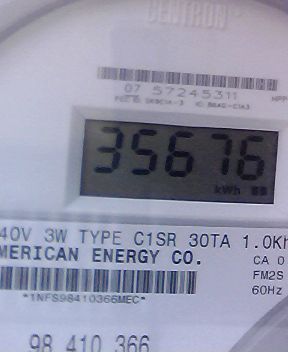 CENTRON
07 57245311
35676
kWh
40V 3W TYPE C1SR 30TA 1.0Kh
MERICAN ENERGY CO.
CA 0
FM2S
60Hz
*1NFS98410366MEC*
98 410 366